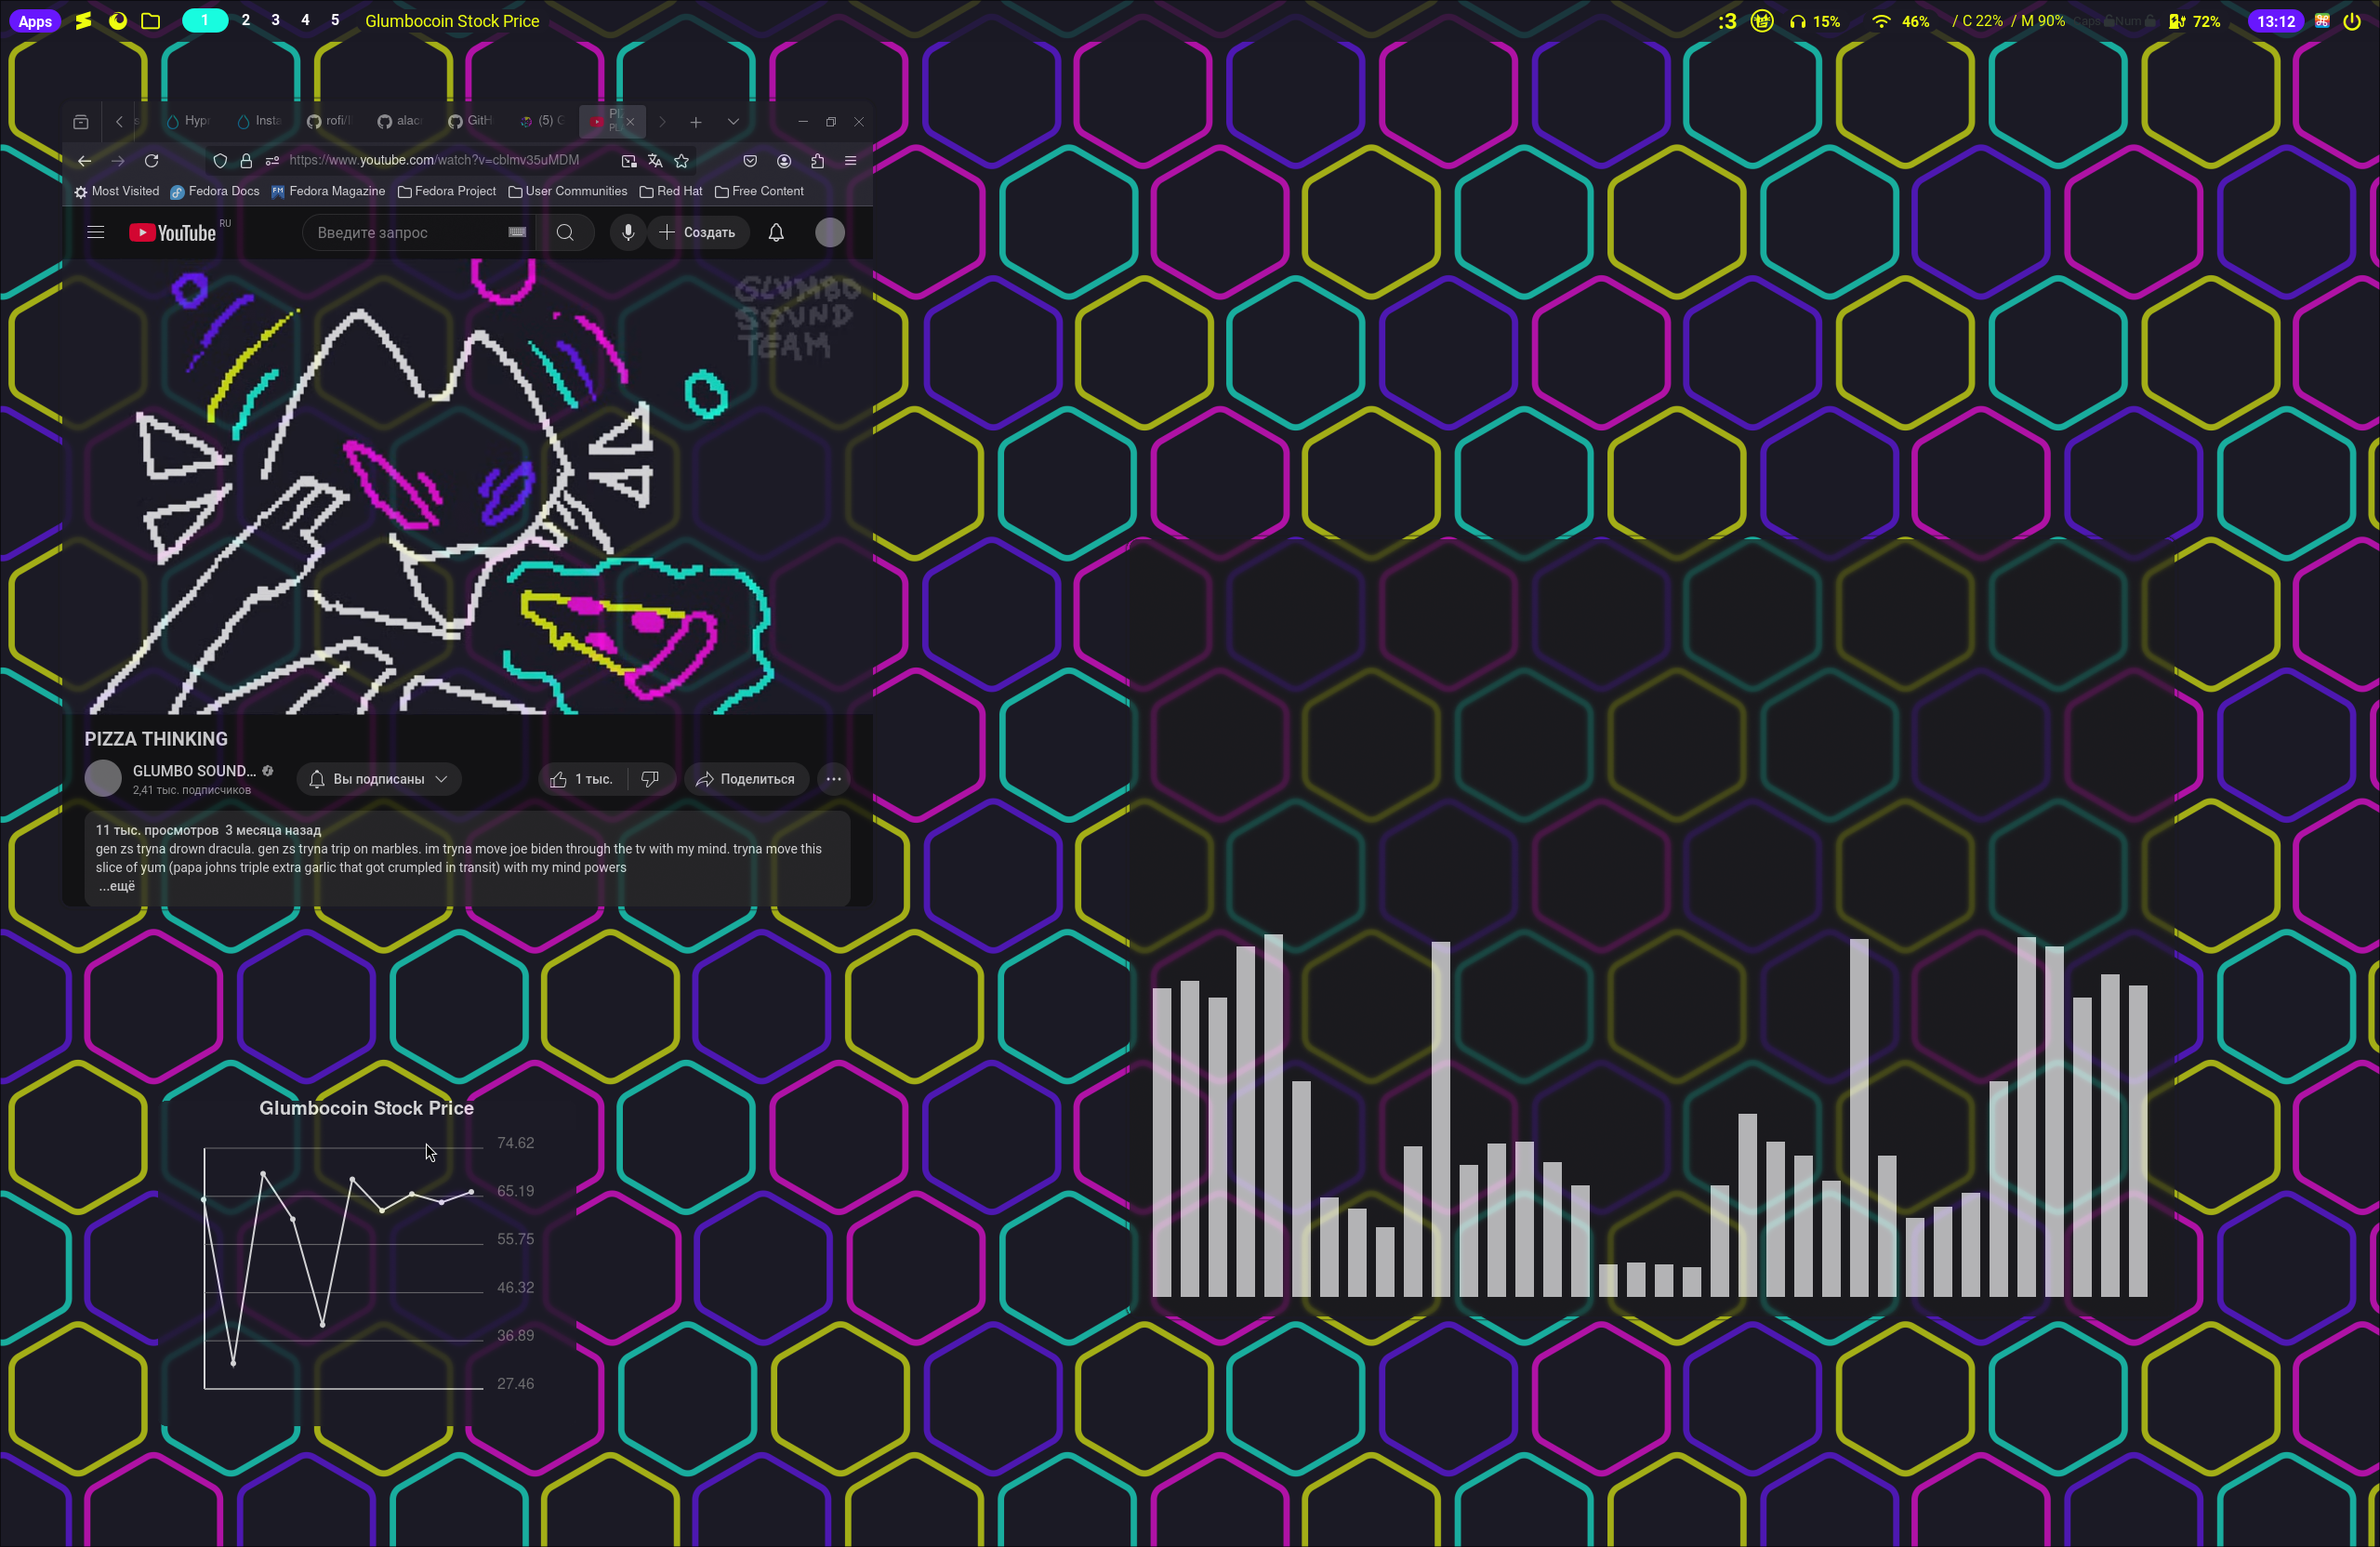 Apps 1 2 3 4 5 Glumbocoin Stock Price :3 15% 46% / C 22% / M 90% Caps Num 72% 13:12
Hypr Insta rofi/ alac GitH (5) G
https://www.youtube.com/watch?v=cblmv35uMDM
Most Visited Fedora Docs Fedora Magazine Fedora Project User Communities Red Hat Free Content
YouTube RU Введите запрос Создать
GLUMBO
SOUND
TEAM
PIZZA THINKING
GLUMBO SOUND... Вы подписаны 1 тыс. Поделиться
2,41 тыс. подписчиков
11 тыс. просмотров 3 месяца назад
gen zs tryna drown dracula. gen zs tryna trip on marbles. im tryna move joe biden through the tv with my mind. tryna move this
slice of yum (papa johns triple extra garlic that got crumpled in transit) with my mind powers
...ещё
Glumbocoin Stock Price
74.62
65.19
55.75
46.32
36.89
27.46